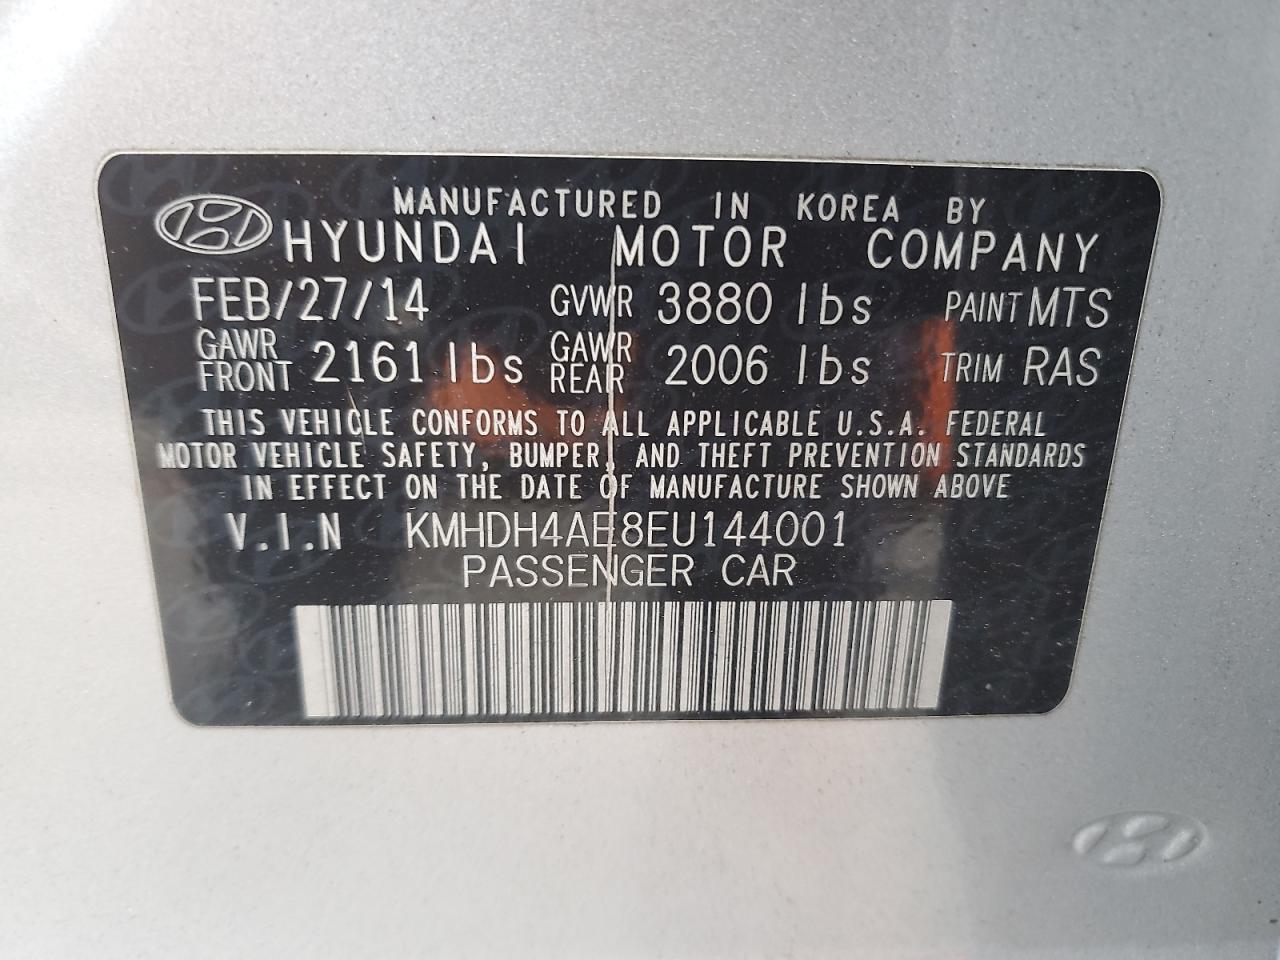 MANUFACTURED IN KOREA BY
HYUNDAI MOTOR COMPANY
FEB/27/14 GVWR 3880 lbs PAINT MTS
GAWR FRONT 2161 lbs GAWR REAR 2006 lbs TRIM RAS
THIS VEHICLE CONFORMS TO ALL APPLICABLE U.S.A. FEDERAL
MOTOR VEHICLE SAFETY, BUMPER, AND THEFT PREVENTION STANDARDS
IN EFFECT ON THE DATE OF MANUFACTURE SHOWN ABOVE
V.I.N KMHDH4AE8EU144001
PASSENGER CAR